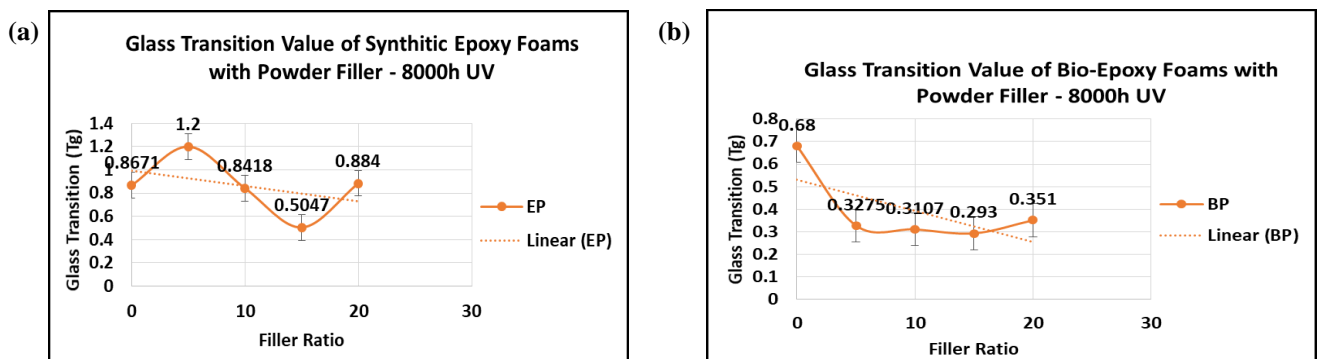 (a)
Glass Transition Value of Synthitic Epoxy Foams
with Powder Filler - 8000h UV
Glass Transition (Tg)
1.4
1.2
1
0.8
0.6
0.4
0.2
0
0.8671
1.2
0.8418
0.5047
0.884
0
10
20
30
Filler Ratio
EP
Linear (EP)
(b)
Glass Transition Value of Bio-Epoxy Foams with
Powder Filler - 8000h UV
Glass Transition (Tg)
0.8
0.7
0.6
0.5
0.4
0.3
0.2
0.1
0
0.68
0.3275
0.3107
0.293
0.351
0
10
20
30
Filler Ratio
BP
Linear (BP)